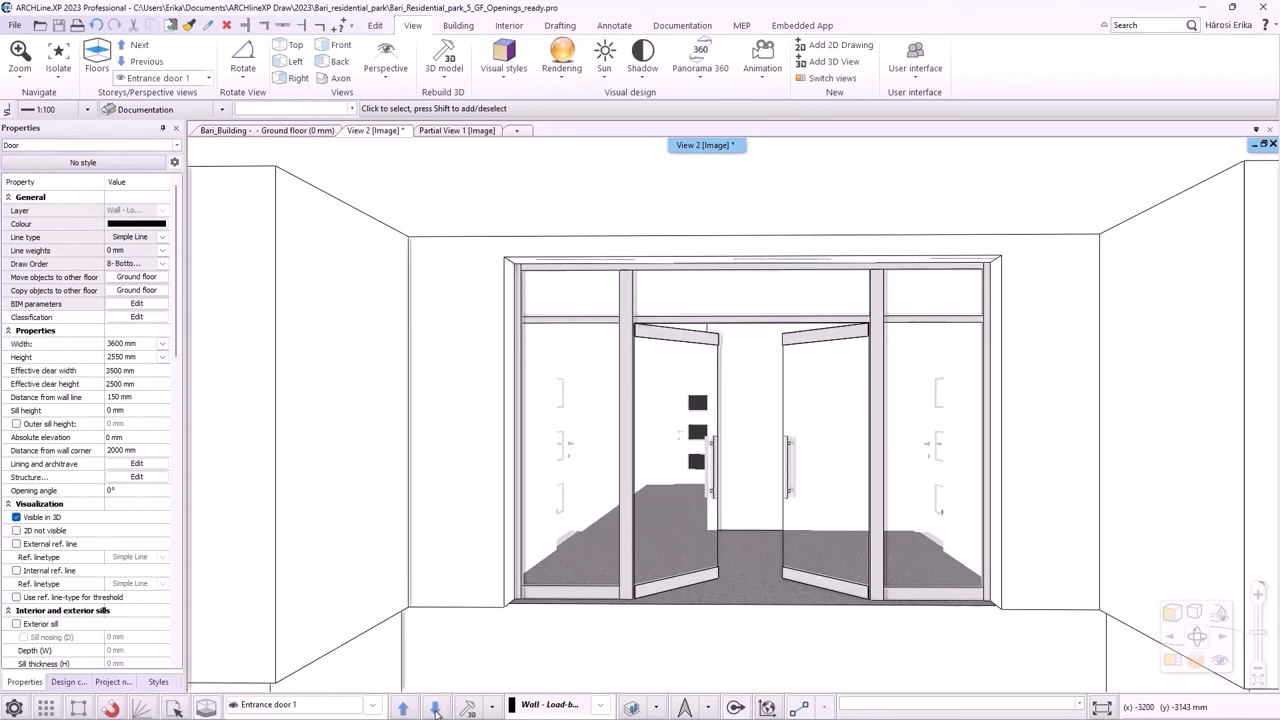 ARCHLine.XP 2023 Professional - C:\Users\Erika\ARCHlineXP Draw\2023\Bari_residential_park\Bari_Residential_park_5_GF_Openings_ready.pro
File Edit View Building Interior Drafting Annotate Documentation MEP Embedded App Search Hárosi Erika
Zoom Isolate Floors Next Previous Entrance door 1 Rotate Top Left Right Front Back Axon Perspective 3D model Visual styles Rendering Sun Shadow Panorama 360 Animation Add 2D Drawing Add 3D View Switch views User interface
Navigate Storeys/Perspective views Rotate View Views Rebuild 3D Visual design New User interface
1:100 Documentation Click to select, press Shift to add/deselect
Properties Bari_Building - - Ground floor (0 mm) View 2 [Image] * Partial View 1 [Image] +
Door View 2 [Image] *
No style
Property Value
General
Layer Wall - Lo...
Colour
Line type Simple Line
Line weights 0 mm
Draw Order 8- Botto...
Move objects to other floor Ground floor
Copy objects to other floor Ground floor
BIM parameters Edit
Classification Edit
Properties
Width: 3600 mm
Height 2550 mm
Effective clear width 3500 mm
Effective clear height 2500 mm
Distance from wall line 150 mm
Sill height 0 mm
Outer sill height: 0 mm
Absolute elevation 0 mm
Distance from wall corner 2000 mm
Lining and architrave Edit
Structure... Edit
Opening angle 0°
Visualization
Visible in 3D
2D not visible
External ref. line
Ref. linetype Simple Line
Internal ref. line
Ref. linetype Simple Line
Use ref. line-type for threshold
Interior and exterior sills
Exterior sill
Sill nosing (D) 0 mm
Depth (W) 0 mm
Sill thickness (H) 0 mm
Properties Design c... Project n... Styles
Entrance door 1 3D Wall - Load-b... (x) -3200 (y) -3143 mm